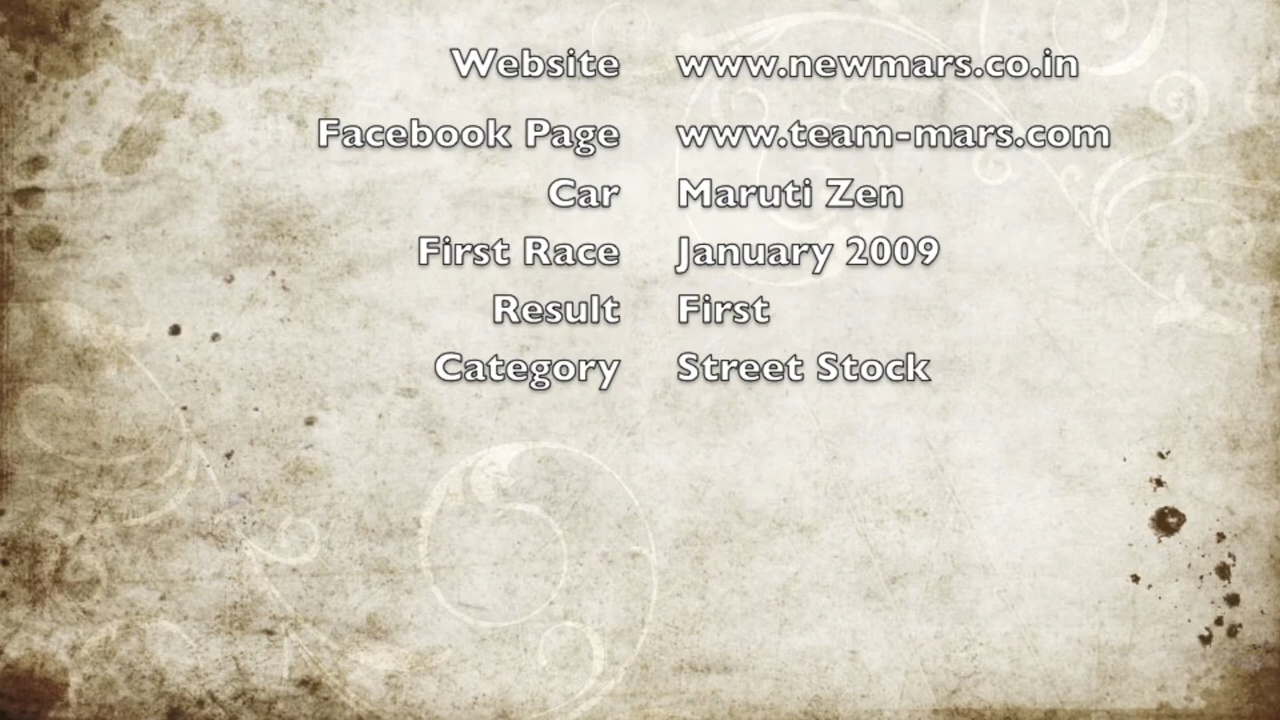 Website www.newmars.co.in
Facebook Page www.team-mars.com
Car Maruti Zen
First Race January 2009
Result First
Category Street Stock